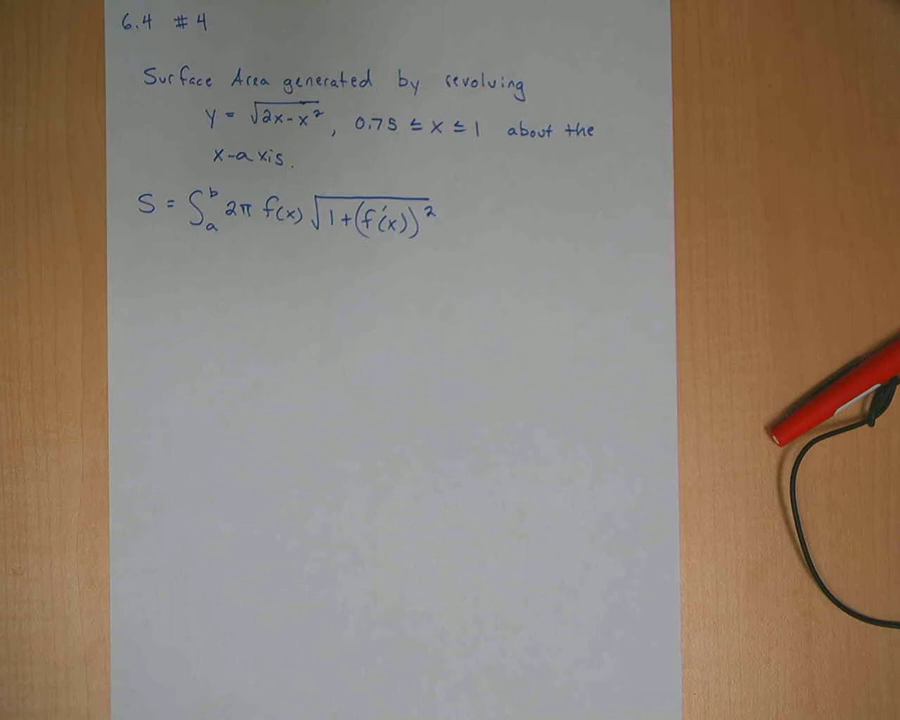 6.4 #4
Surface Area generated by revolving
y = √(2x-x²), 0.75 ≤ x ≤ 1 about the
x-axis.
S = ∫ₐᵇ 2π f(x) √(1+(f'(x))²)